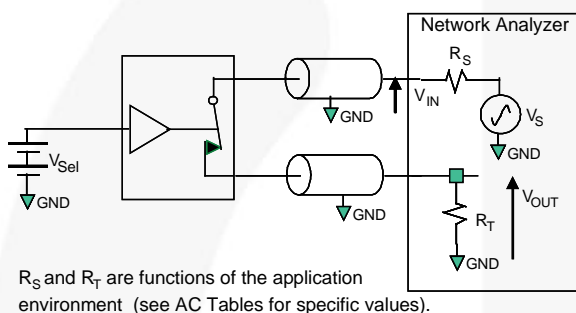 Network Analyzer
R_S
V_IN
GND
V_S
GND
V_Sel
GND
GND
V_OUT
R_T
GND
R_S and R_T are functions of the application
environment (see AC Tables for specific values).